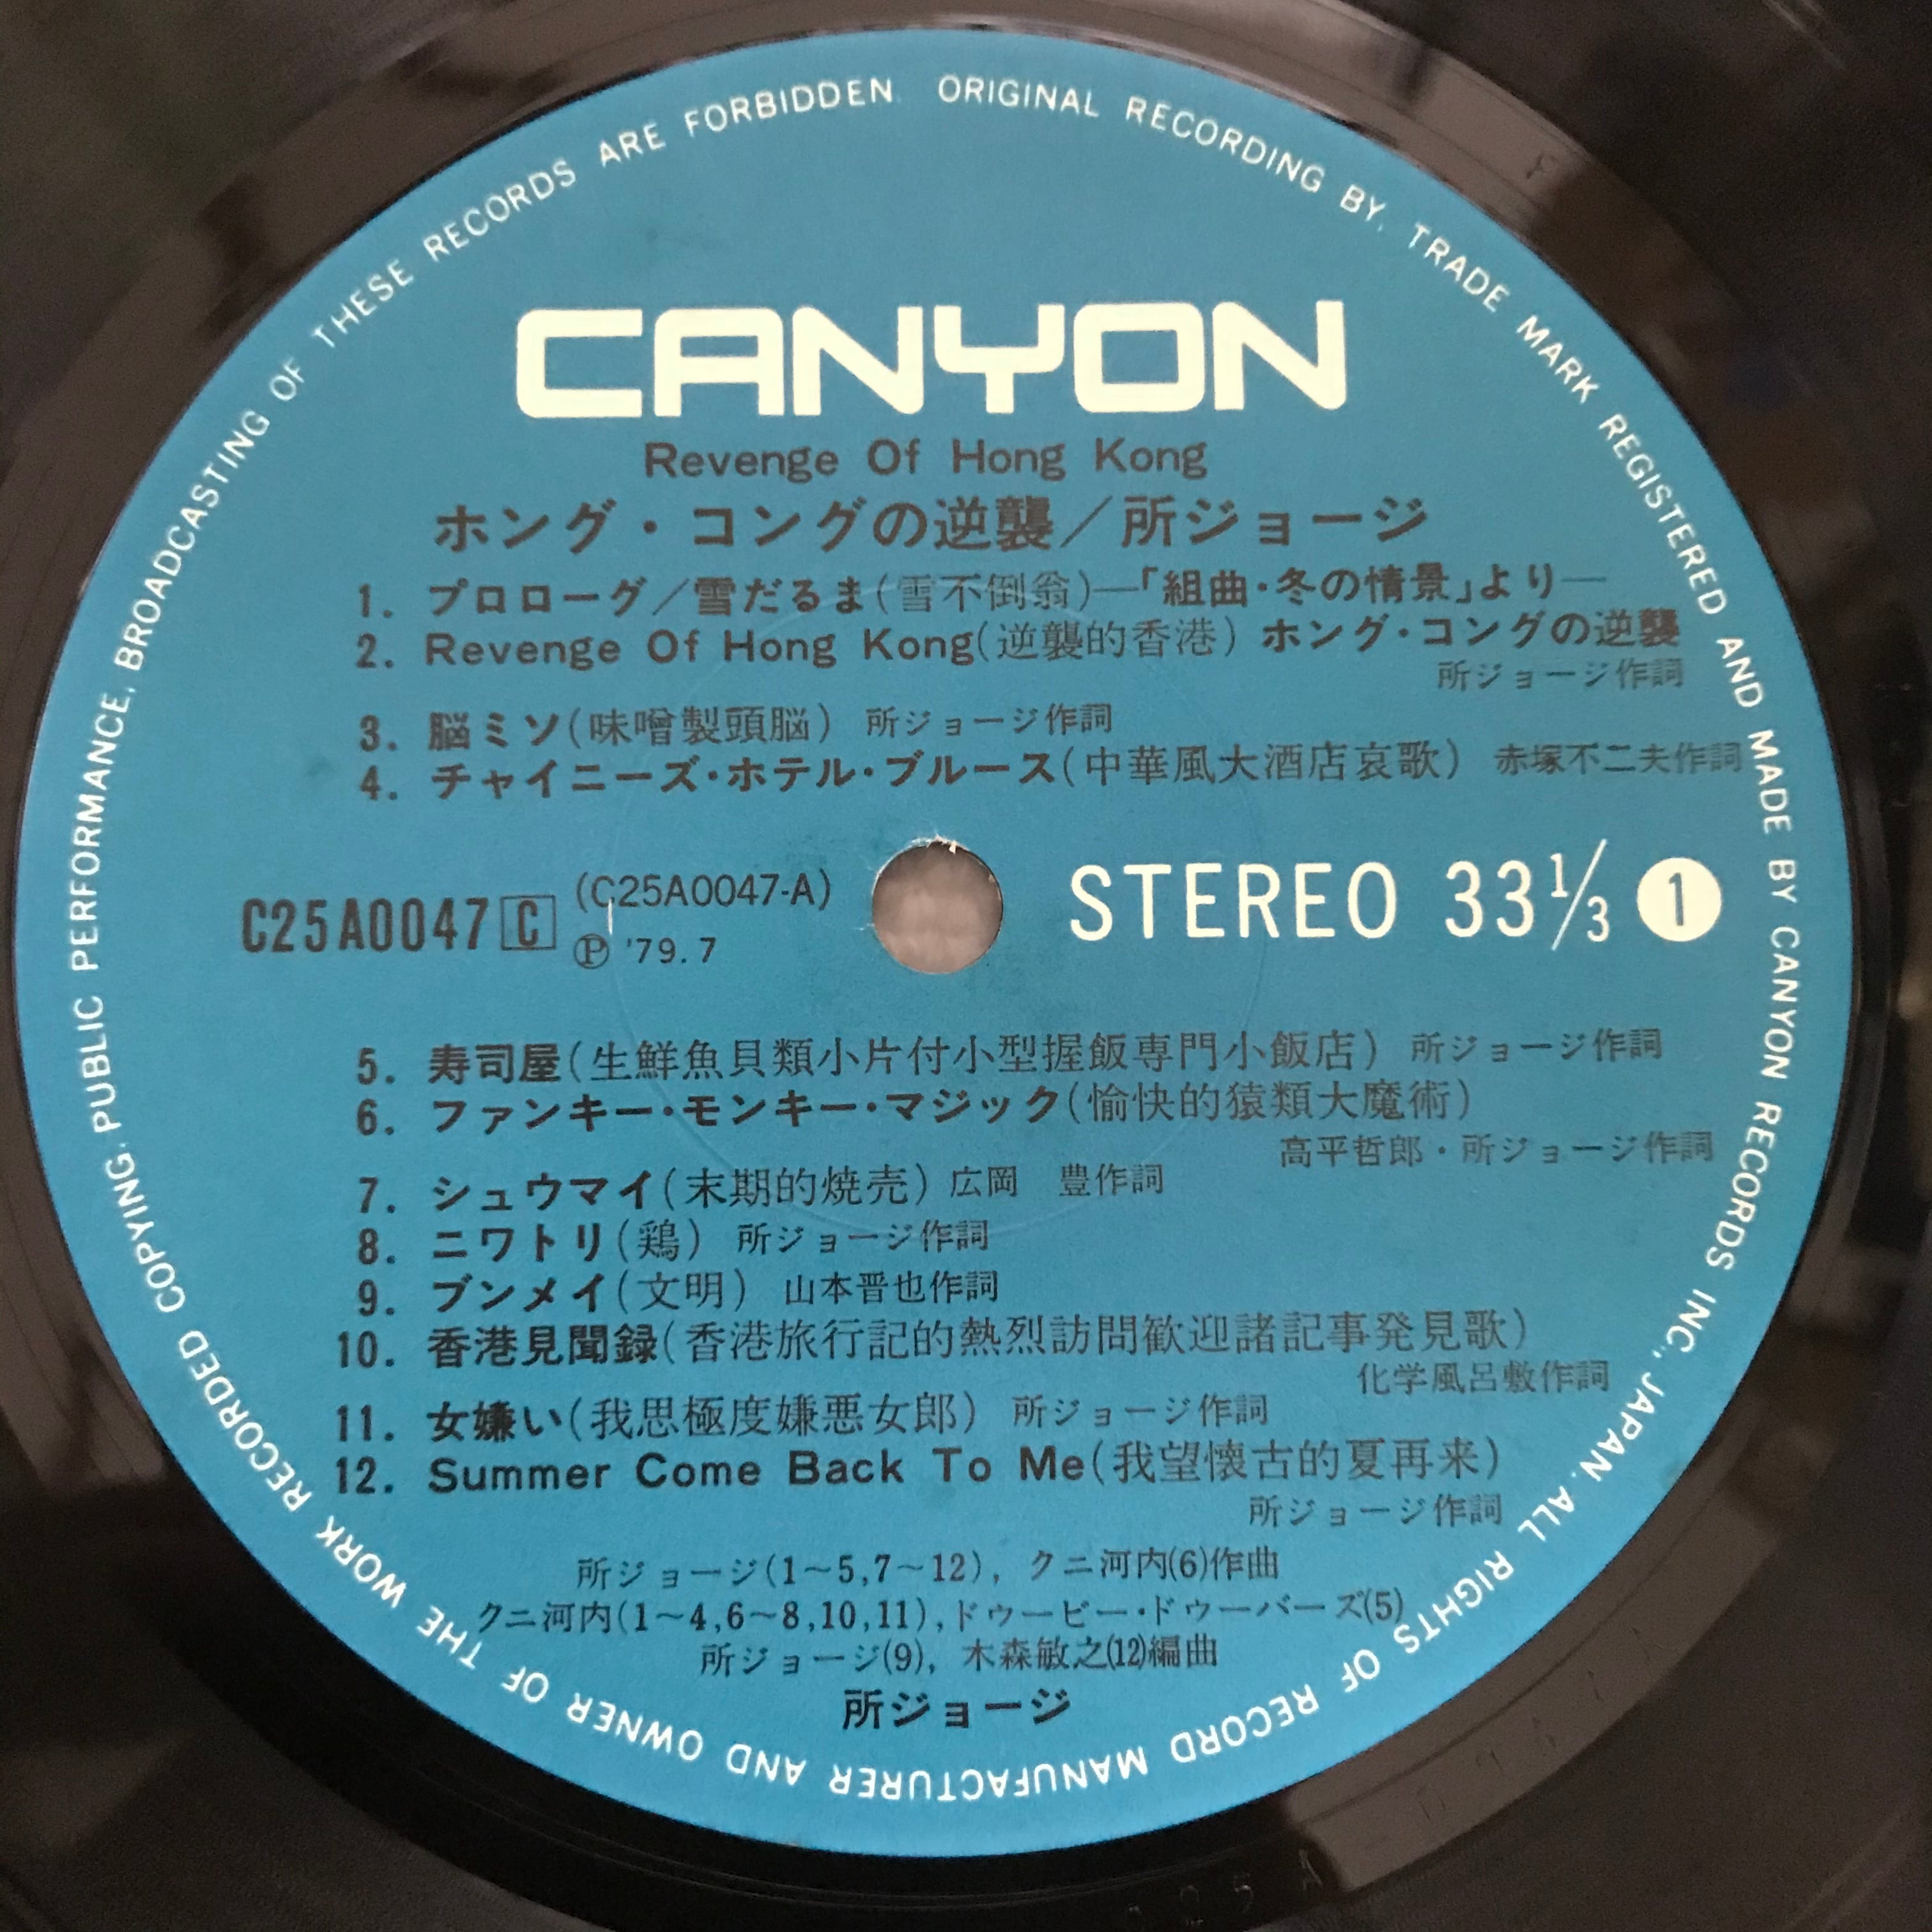 CANYON
Revenge Of Hong Kong
ホング・コングの逆襲／所ジョージ
1. プロローグ／雪だるま(雪不倒翁)―「組曲・冬の情景」より―
2. Revenge Of Hong Kong(逆襲的香港) ホング・コングの逆襲
所ジョージ作詞
3. 脳ミソ(味噌製頭脳) 所ジョージ作詞
4. チャイニーズ・ホテル・ブルース(中華風大酒店哀歌) 赤塚不二夫作詞
C25A0047 C (C25A0047-A)
Ⓟ '79.7
STEREO 33⅓ 1
5. 寿司屋(生鮮魚貝類小片付小型握飯専門小飯店) 所ジョージ作詞
6. ファンキー・モンキー・マジック(愉快的猿類大魔術)
高平哲郎・所ジョージ作詞
7. シュウマイ(末期的焼売) 広岡 豊作詞
8. ニワトリ(鶏) 所ジョージ作詞
9. ブンメイ(文明) 山本晋也作詞
10. 香港見聞録(香港旅行記的熱烈訪問歓迎諸記事発見歌)
化学風呂敷作詞
11. 女嫌い(我思極度嫌悪女郎) 所ジョージ作詞
12. Summer Come Back To Me(我望懐古的夏再来)
所ジョージ作詞
所ジョージ(1〜5,7〜12), クニ河内(6)作曲
クニ河内(1〜4,6〜8,10,11),ドゥービー・ドゥーバーズ(5)
所ジョージ(9), 木森敏之(12)編曲
所ジョージ
ORIGINAL RECORDING BY, TRADE MARK REGISTERED AND MADE BY CANYON RECORDS INC., JAPAN. ALL RIGHTS OF RECORD MANUFACTURER AND OWNER OF THE WORK RECORDED COPYING, PUBLIC PERFORMANCE, BROADCASTING OF THESE RECORDS ARE FORBIDDEN